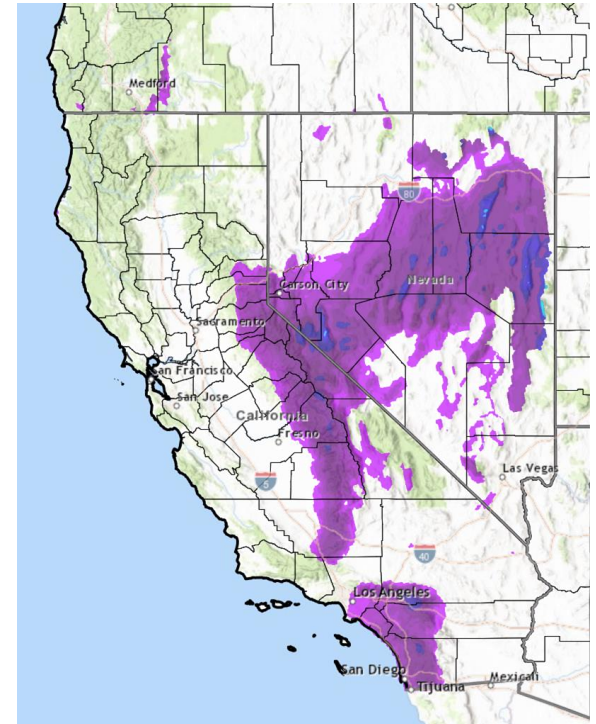 Medford
80
Carson City
Nevada
Sacramento
San Francisco
San Jose
California
Fresno
5
Las Vegas
40
Los Angeles
San Diego
Tijuana
Mexicali